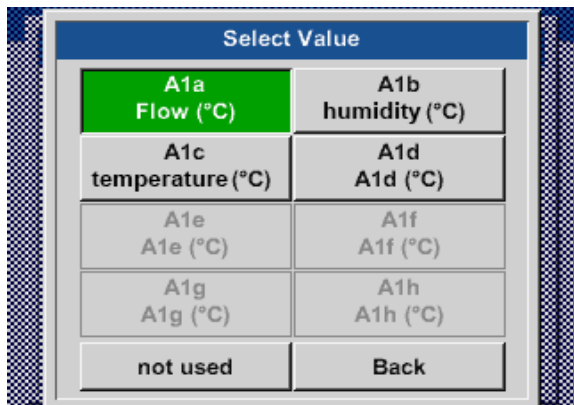 Select Value
A1a
Flow (°C)
A1b
humidity (°C)
A1c
temperature (°C)
A1d
A1d (°C)
A1e
A1e (°C)
A1f
A1f (°C)
A1g
A1g (°C)
A1h
A1h (°C)
not used
Back